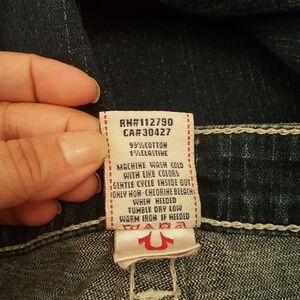 RN#112790
CA#30427
99%COTTON
1%ELASTINE
MACHINE WASH COLD
WITH LIKE COLORS
GENTLE CYCLE INSIDE OUT
ONLY NON-CHLORINE BLEACH
WHEN NEEDED
TUMBLE DRY LOW
WARM IRON IF NEEDED